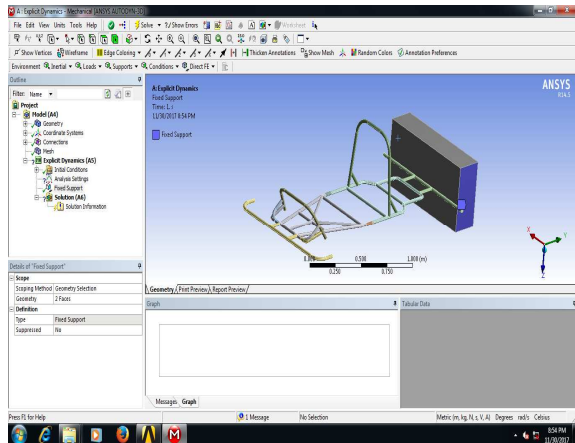 A : Explicit Dynamics - Mechanical [ANSYS AUTODYN-3D]
File Edit View Units Tools Help Solve ?/ Show Errors Worksheet
Show Vertices Wireframe Edge Coloring Thicken Annotations Show Mesh Random Colors Annotation Preferences
Environment Inertial Loads Supports Conditions Direct FE
Outline
Filter: Name
Project
Model (A4)
Geometry
Coordinate Systems
Connections
Mesh
Explicit Dynamics (A5)
Initial Conditions
Analysis Settings
Fixed Support
Solution (A6)
Solution Information
Details of "Fixed Support"
Scope
Scoping Method Geometry Selection
Geometry 2 Faces
Definition
Type Fixed Support
Suppressed No
A: Explicit Dynamics
Fixed Support
Time: 1. s
11/30/2017 8:54 PM
Fixed Support
ANSYS
R14.5
X
Y
Z
0.000 0.500 1.000 (m)
0.250 0.750
Geometry Print Preview Report Preview
Graph
Messages Graph
Tabular Data
Press F1 for Help 1 Message No Selection Metric (m, kg, N, s, V, A) Degrees rad/s Celsius
8:54 PM
11/30/2017